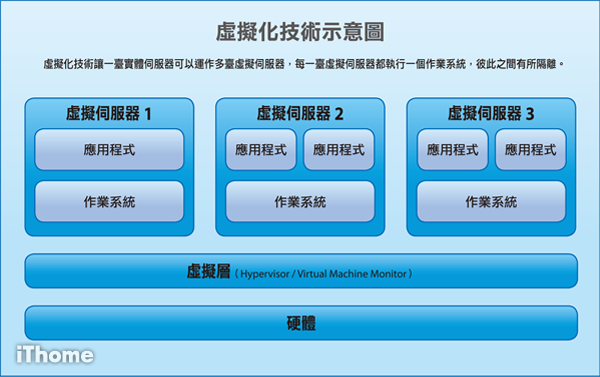 虛擬化技術示意圖
虛擬化技術讓一臺實體伺服器可以運作多臺虛擬伺服器，每一臺虛擬伺服器都執行一個作業系統，彼此之間有所隔離。
虛擬伺服器 1
應用程式
作業系統
虛擬伺服器 2
應用程式
應用程式
作業系統
虛擬伺服器 3
應用程式
應用程式
作業系統
虛擬層 ( Hypervisor / Virtual Machine Monitor )
硬體
iThome